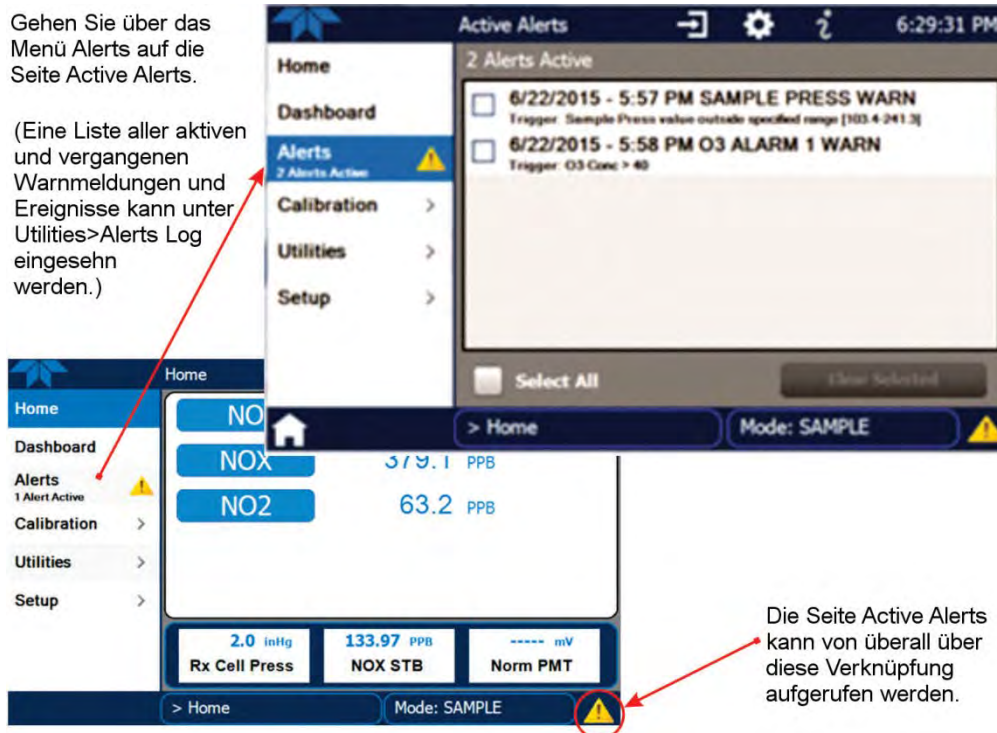 Gehen Sie über das
Menü Alerts auf die
Seite Active Alerts.
(Eine Liste aller aktiven
und vergangenen
Warnmeldungen und
Ereignisse kann unter
Utilities>Alerts Log
eingesehn
werden.)
Active Alerts
6:29:31 PM
Home
Dashboard
Alerts
2 Alerts Active
Calibration >
Utilities >
Setup >
2 Alerts Active
6/22/2015 - 5:57 PM SAMPLE PRESS WARN
Trigger: Sample Press value outside specified range [103.4-241.3]
6/22/2015 - 5:58 PM O3 ALARM 1 WARN
Trigger: O3 Conc > 40
Select All
Clear Selected
> Home
Mode: SAMPLE
Home
Home
Dashboard
Alerts
1 Alert Active
Calibration >
Utilities >
Setup >
NO
NOX 379.1 PPB
NO2 63.2 PPB
2.0 inHg
Rx Cell Press
133.97 PPB
NOX STB
----- mV
Norm PMT
> Home
Mode: SAMPLE
Die Seite Active Alerts
kann von überall über
diese Verknüpfung
aufgerufen werden.